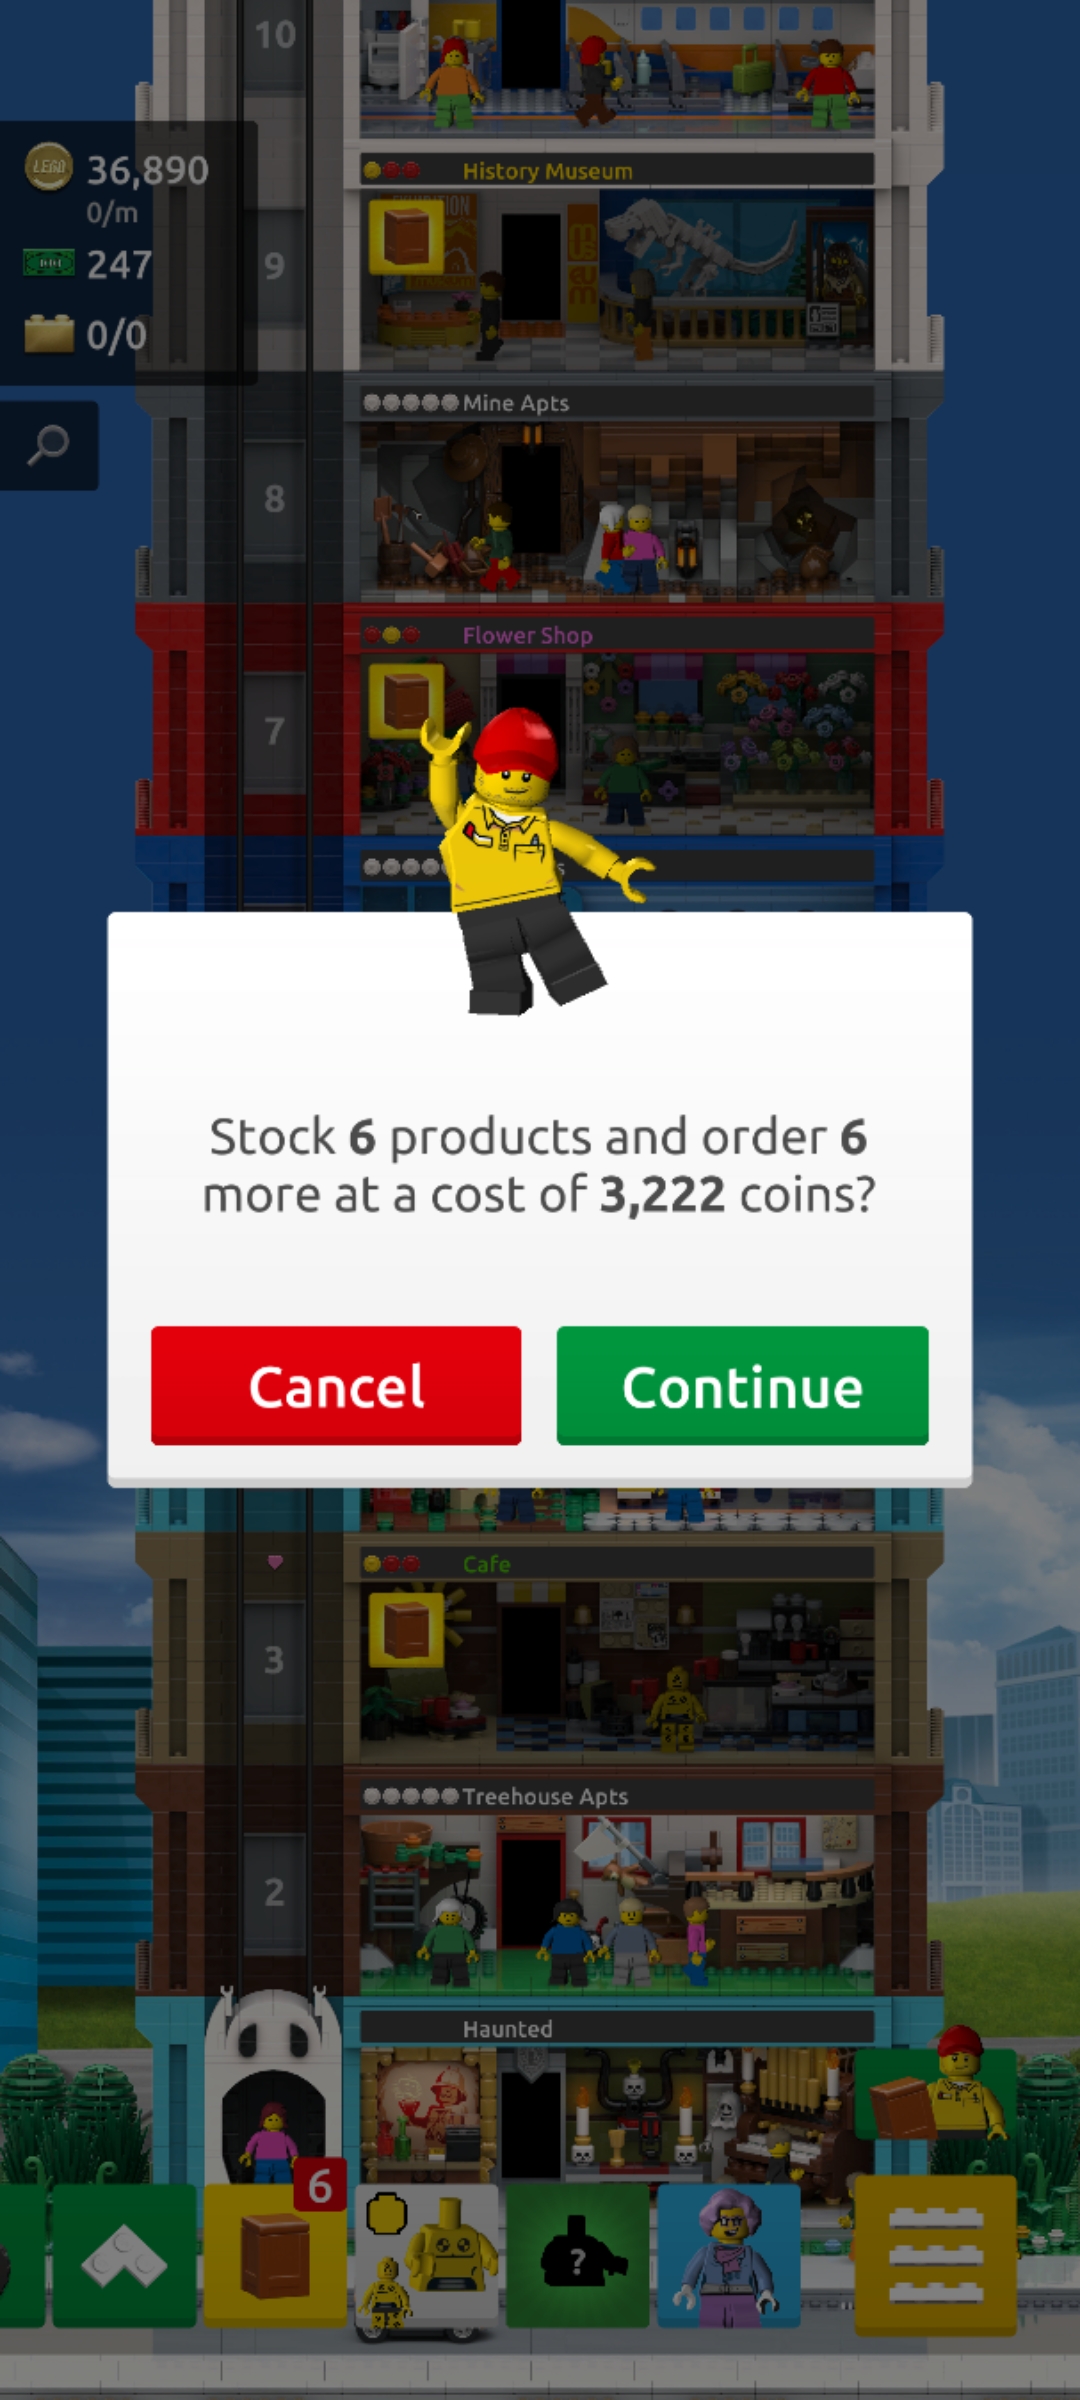 10
LEGO
36,890
0/m
247
0/0
History Museum
9
Mine Apts
8
Flower Shop
7
Stock 6 products and order 6
more at a cost of 3,222 coins?
Cancel
Continue
Cafe
3
Treehouse Apts
2
Haunted
6
?